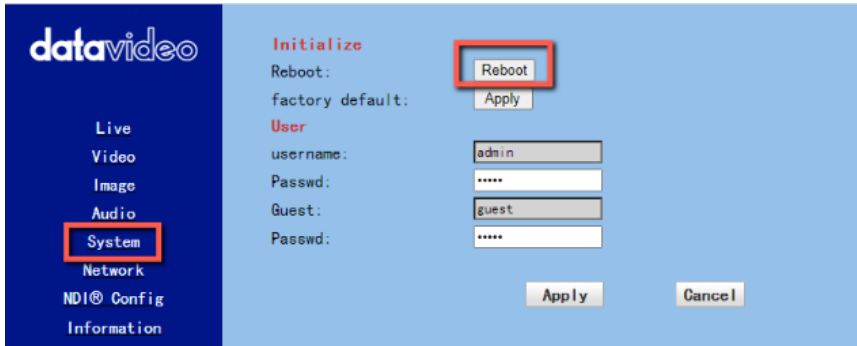 datavideo
Live
Video
Image
Audio
System
Network
NDI® Config
Information
Initialize
Reboot: Reboot
factory default: Apply
User
username: admin
Passwd: •••••
Guest: guest
Passwd: •••••
Apply Cancel